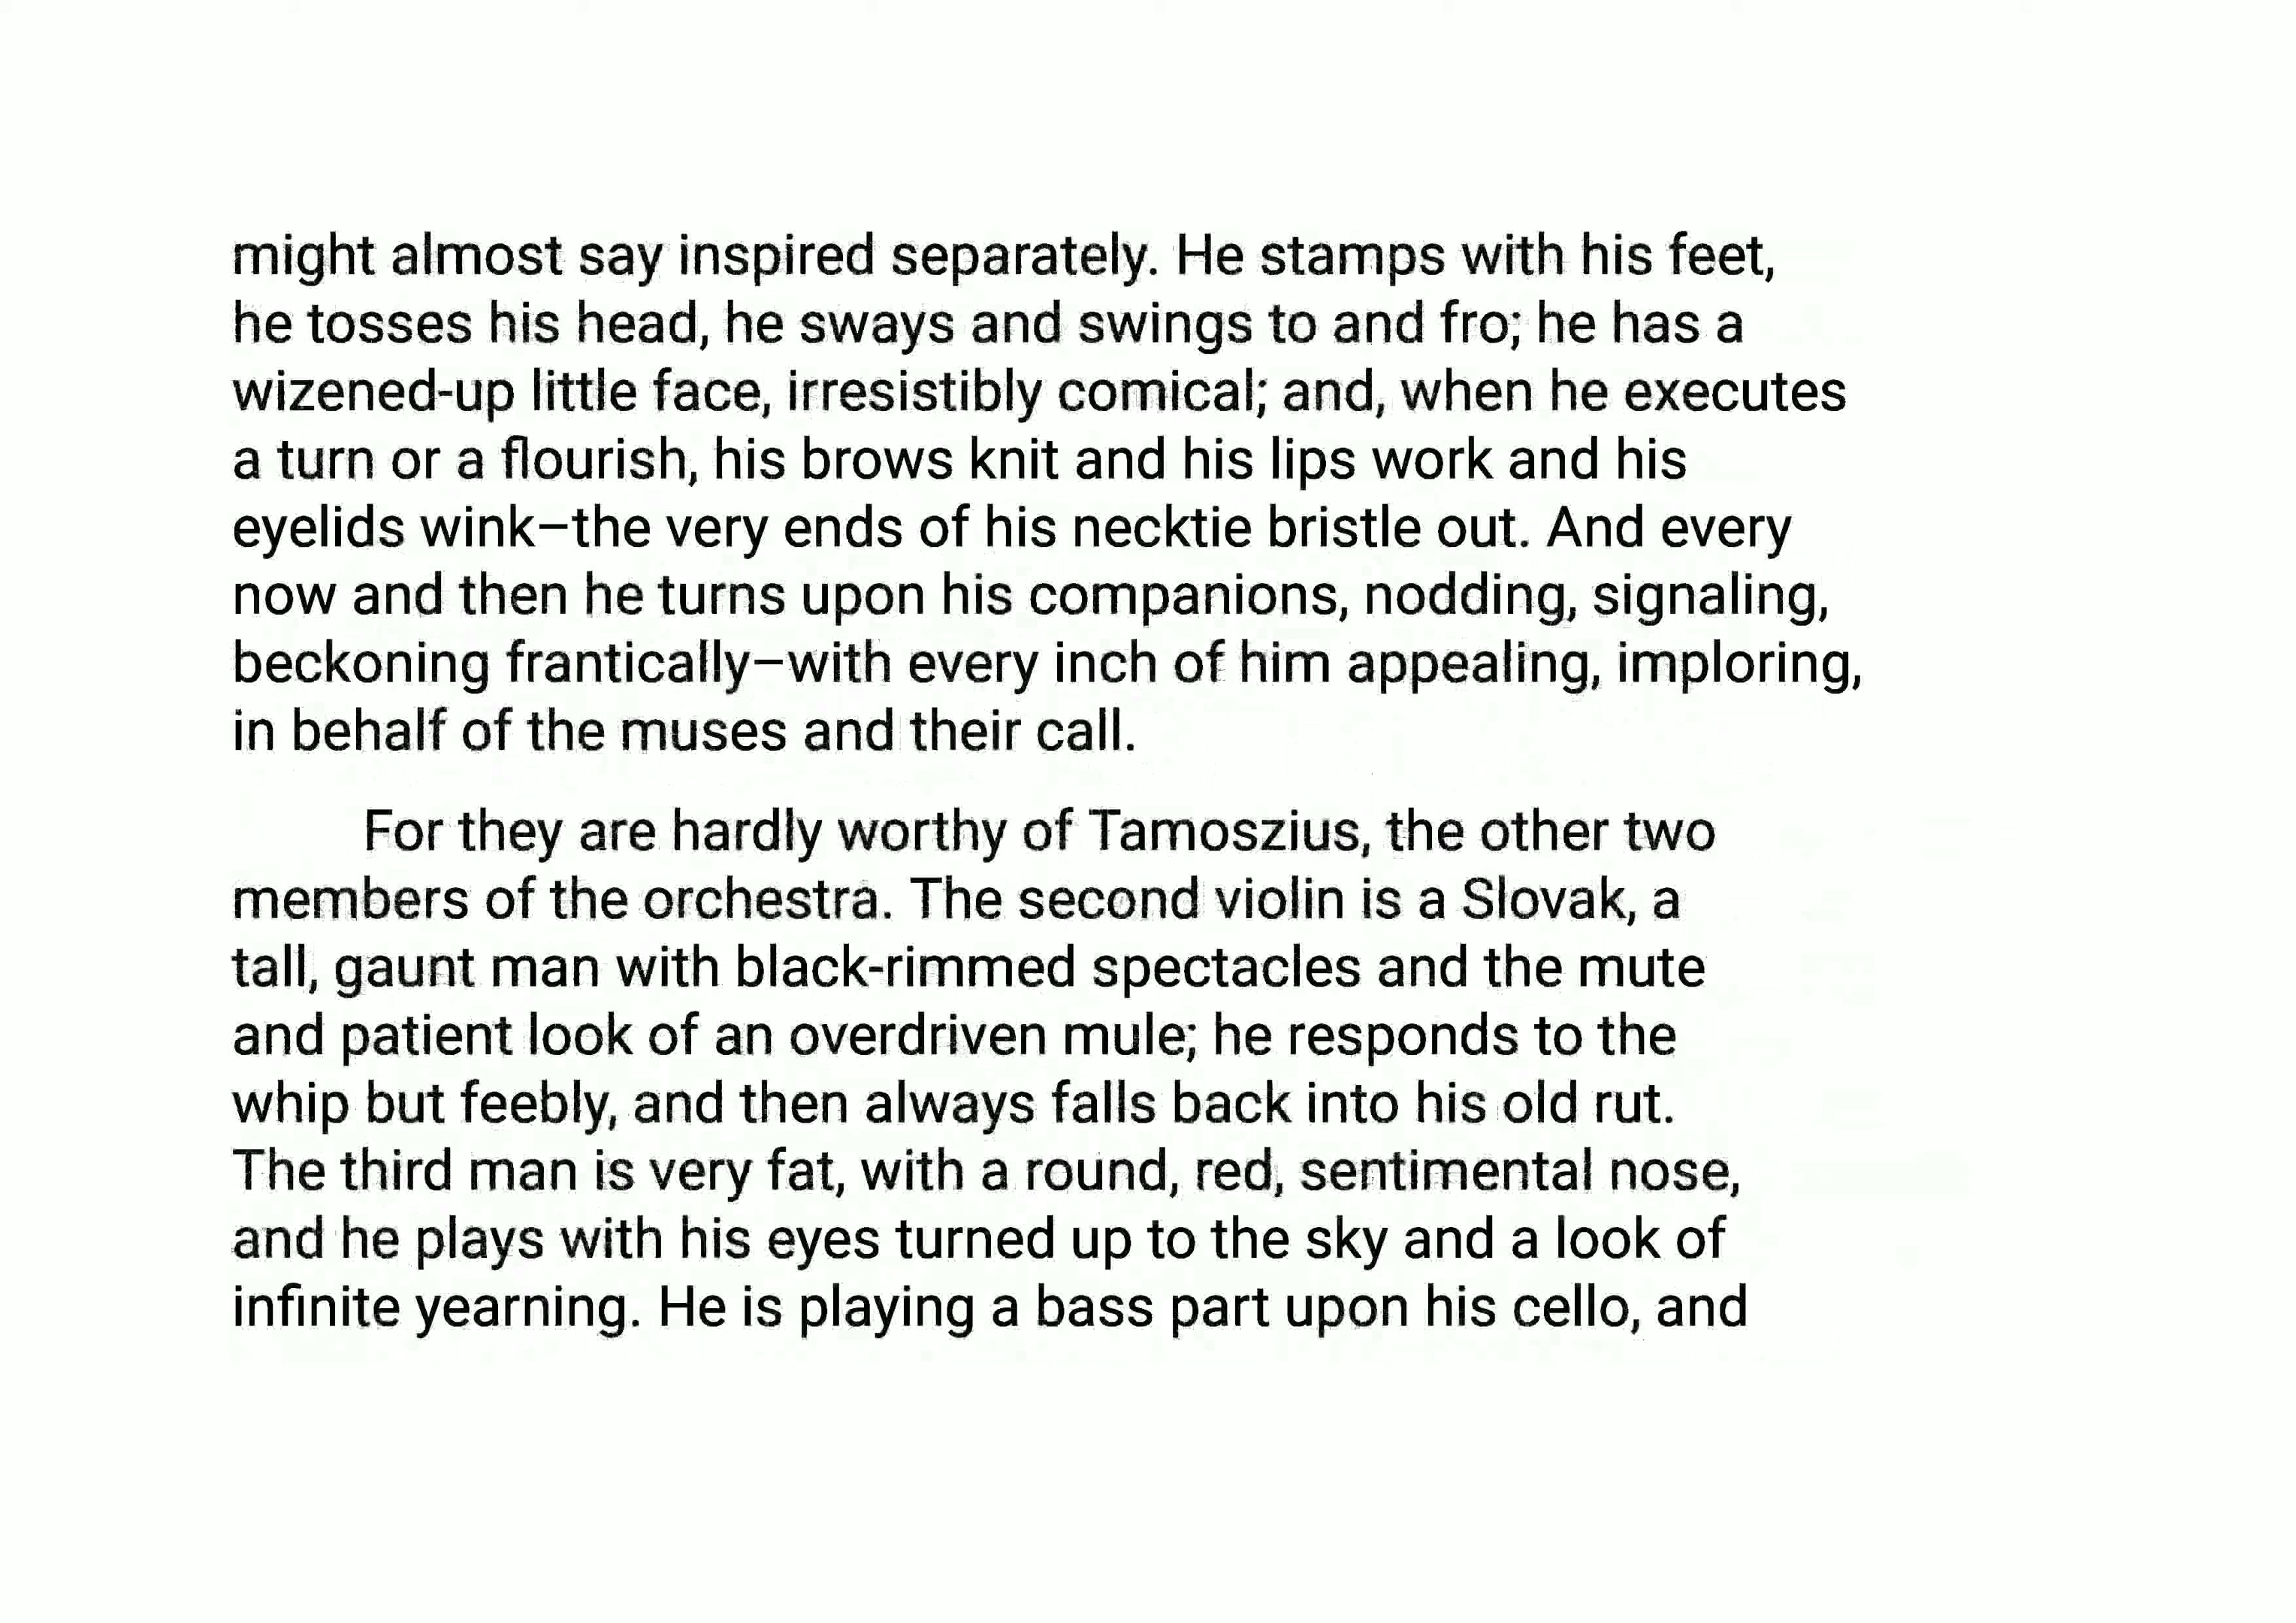 might almost say inspired separately. He stamps with his feet,
he tosses his head, he sways and swings to and fro; he has a
wizened-up little face, irresistibly comical; and, when he executes
a turn or a flourish, his brows knit and his lips work and his
eyelids wink–the very ends of his necktie bristle out. And every
now and then he turns upon his companions, nodding, signaling,
beckoning frantically–with every inch of him appealing, imploring,
in behalf of the muses and their call.
For they are hardly worthy of Tamoszius, the other two
members of the orchestra. The second violin is a Slovak, a
tall, gaunt man with black-rimmed spectacles and the mute
and patient look of an overdriven mule; he responds to the
whip but feebly, and then always falls back into his old rut.
The third man is very fat, with a round, red, sentimental nose,
and he plays with his eyes turned up to the sky and a look of
infinite yearning. He is playing a bass part upon his cello, and